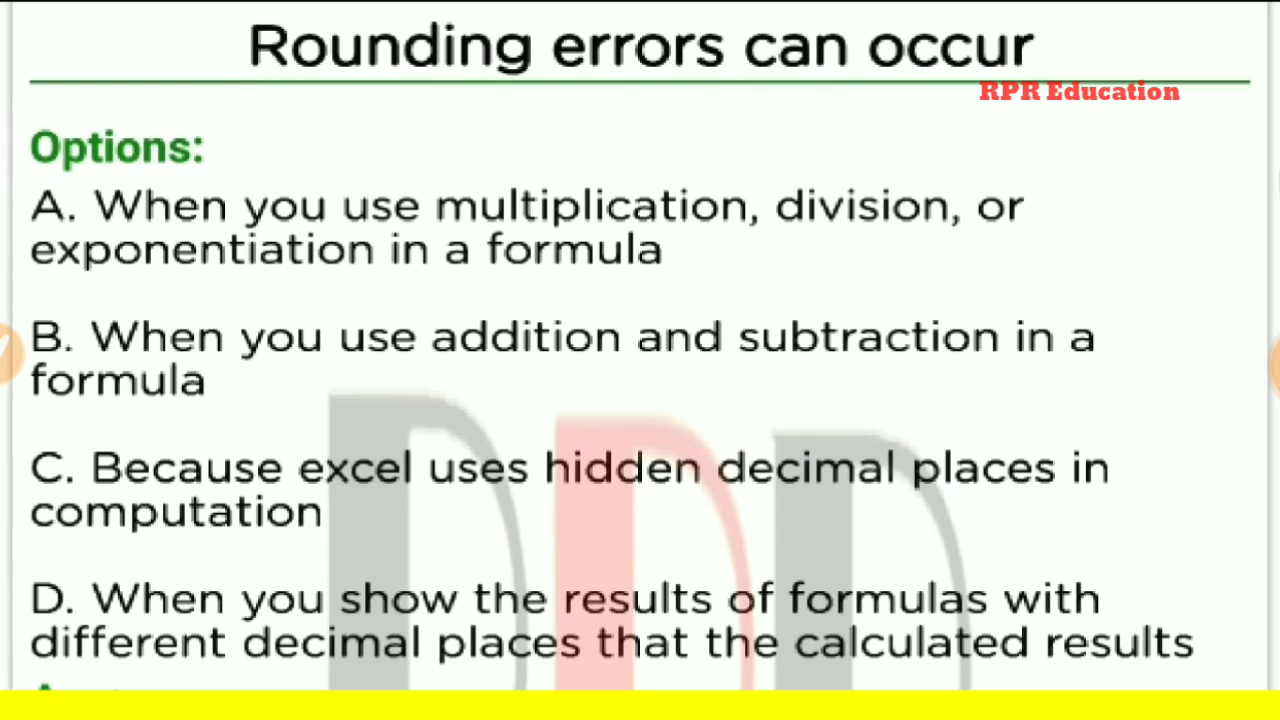 Rounding errors can occur
RPR Education
Options:
A. When you use multiplication, division, or
exponentiation in a formula
B. When you use addition and subtraction in a
formula
C. Because excel uses hidden decimal places in
computation
D. When you show the results of formulas with
different decimal places that the calculated results